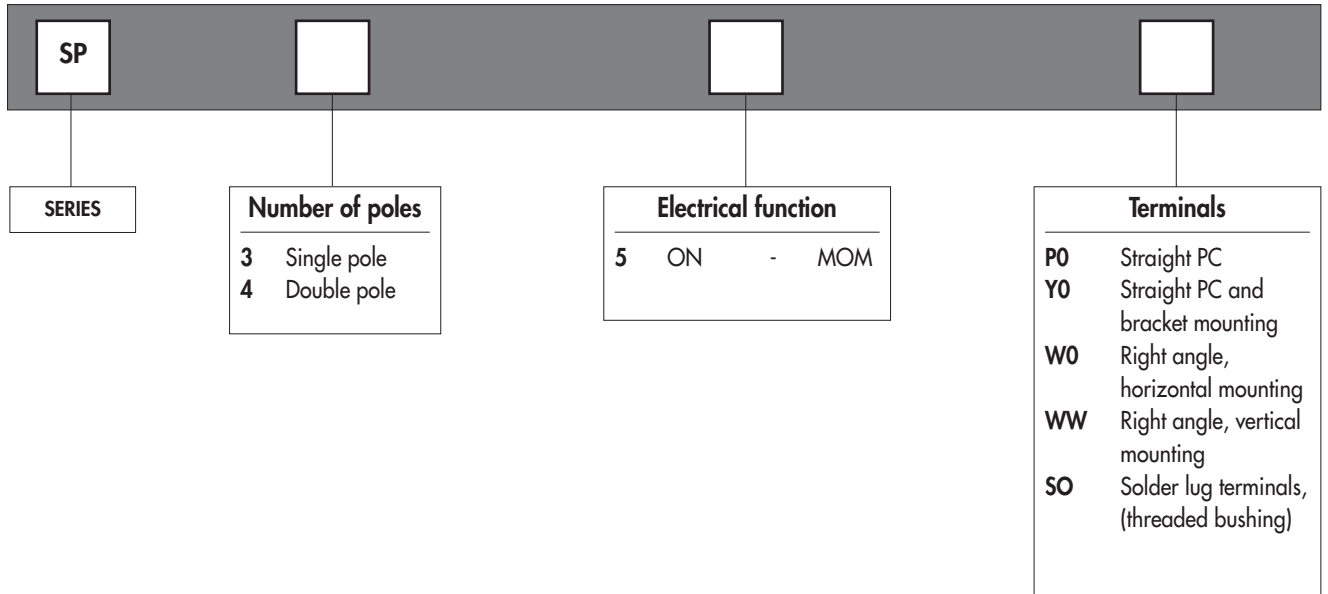 SP
SERIES
Number of poles
3 Single pole
4 Double pole
Electrical function
5 ON - MOM
Terminals
P0 Straight PC
Y0 Straight PC and
bracket mounting
W0 Right angle,
horizontal mounting
WW Right angle, vertical
mounting
SO Solder lug terminals,
(threaded bushing)